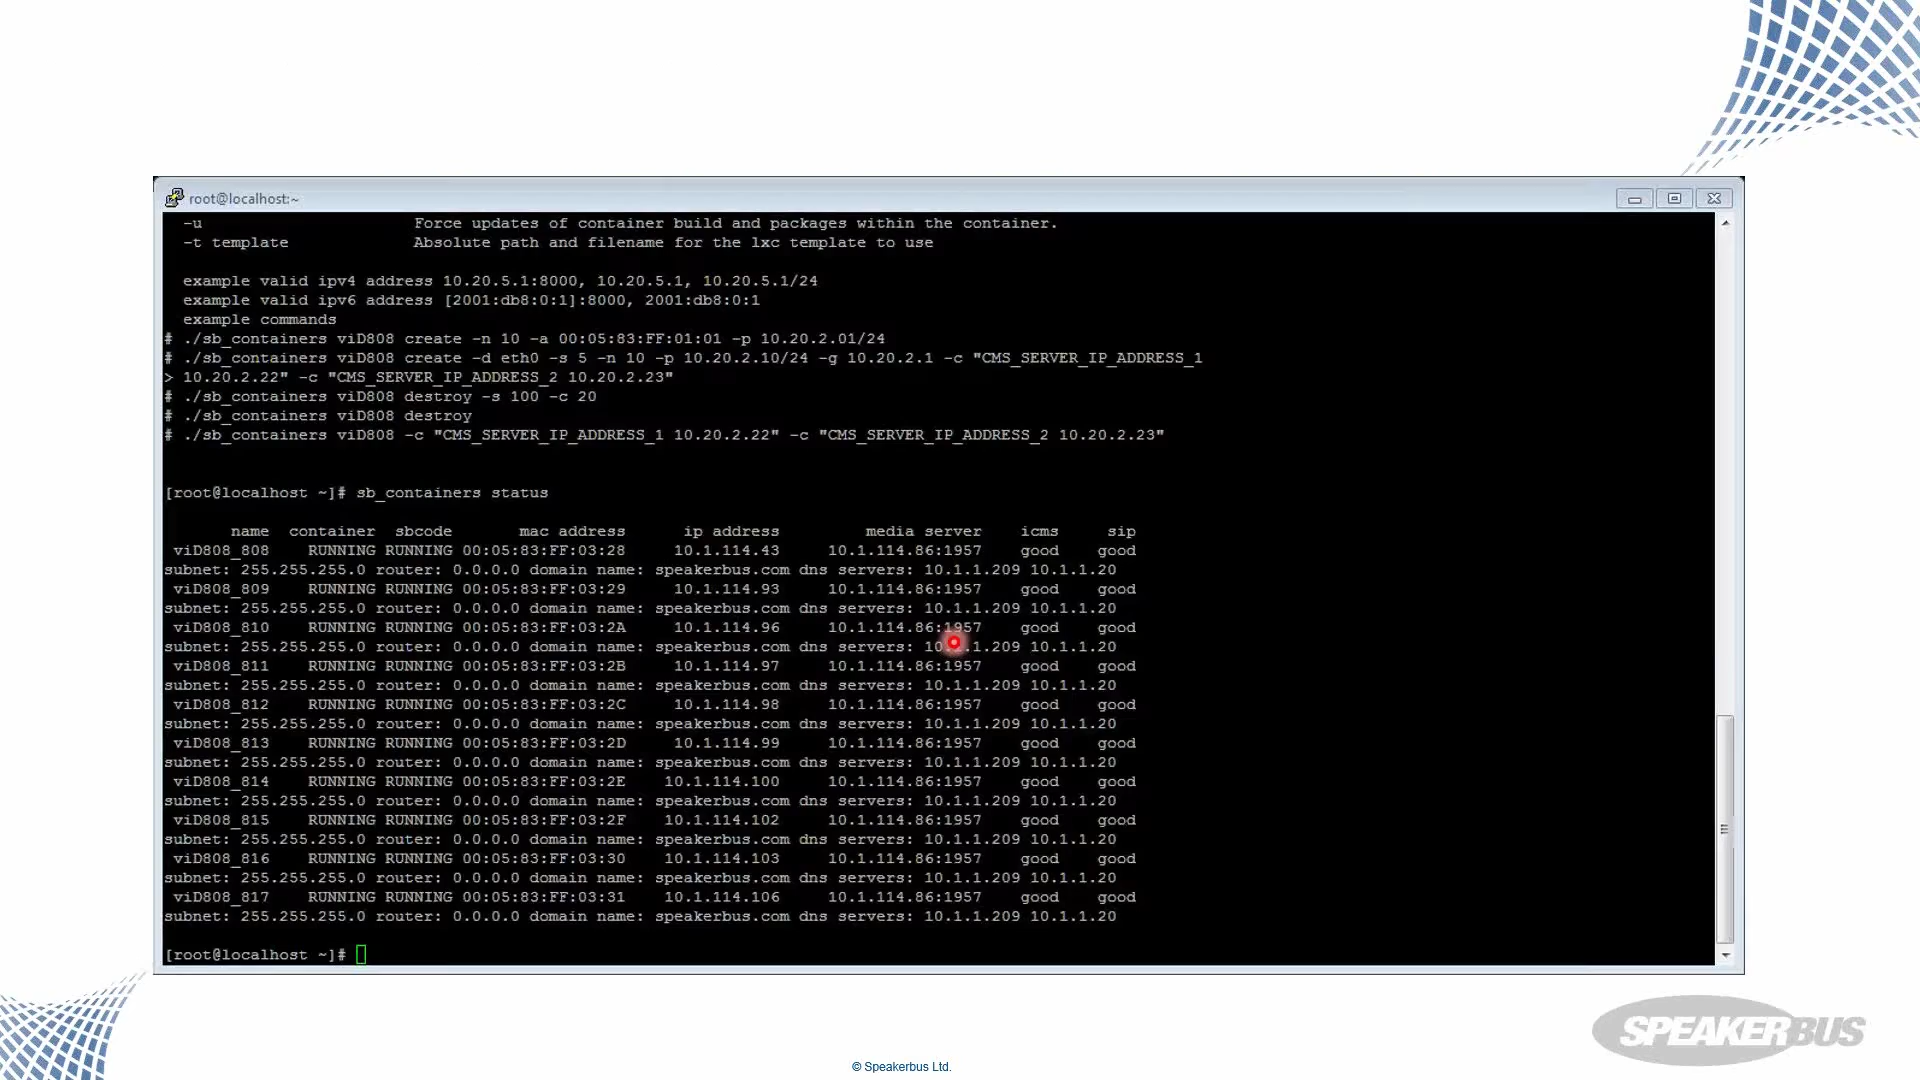 root@localhost:~
-u Force updates of container build and packages within the container.
-t template Absolute path and filename for the lxc template to use
example valid ipv4 address 10.20.5.1:8000, 10.20.5.1, 10.20.5.1/24
example valid ipv6 address [2001:db8:0:1]:8000, 2001:db8:0:1
example commands
# ./sb_containers viD808 create -n 10 -a 00:05:83:FF:01:01 -p 10.20.2.01/24
# ./sb_containers viD808 create -d eth0 -s 5 -n 10 -p 10.20.2.10/24 -g 10.20.2.1 -c "CMS_SERVER_IP_ADDRESS_1
> 10.20.2.22" -c "CMS_SERVER_IP_ADDRESS_2 10.20.2.23"
# ./sb_containers viD808 destroy -s 100 -c 20
# ./sb_containers viD808 destroy
# ./sb_containers viD808 -c "CMS_SERVER_IP_ADDRESS_1 10.20.2.22" -c "CMS_SERVER_IP_ADDRESS_2 10.20.2.23"
[root@localhost ~]# sb_containers status
name container sbcode mac address ip address media server icms sip
viD808_808 RUNNING RUNNING 00:05:83:FF:03:28 10.1.114.43 10.1.114.86:1957 good good
subnet: 255.255.255.0 router: 0.0.0.0 domain name: speakerbus.com dns servers: 10.1.1.209 10.1.1.20
viD808_809 RUNNING RUNNING 00:05:83:FF:03:29 10.1.114.93 10.1.114.86:1957 good good
subnet: 255.255.255.0 router: 0.0.0.0 domain name: speakerbus.com dns servers: 10.1.1.209 10.1.1.20
viD808_810 RUNNING RUNNING 00:05:83:FF:03:2A 10.1.114.96 10.1.114.86:1957 good good
subnet: 255.255.255.0 router: 0.0.0.0 domain name: speakerbus.com dns servers: 10.1.1.209 10.1.1.20
viD808_811 RUNNING RUNNING 00:05:83:FF:03:2B 10.1.114.97 10.1.114.86:1957 good good
subnet: 255.255.255.0 router: 0.0.0.0 domain name: speakerbus.com dns servers: 10.1.1.209 10.1.1.20
viD808_812 RUNNING RUNNING 00:05:83:FF:03:2C 10.1.114.98 10.1.114.86:1957 good good
subnet: 255.255.255.0 router: 0.0.0.0 domain name: speakerbus.com dns servers: 10.1.1.209 10.1.1.20
viD808_813 RUNNING RUNNING 00:05:83:FF:03:2D 10.1.114.99 10.1.114.86:1957 good good
subnet: 255.255.255.0 router: 0.0.0.0 domain name: speakerbus.com dns servers: 10.1.1.209 10.1.1.20
viD808_814 RUNNING RUNNING 00:05:83:FF:03:2E 10.1.114.100 10.1.114.86:1957 good good
subnet: 255.255.255.0 router: 0.0.0.0 domain name: speakerbus.com dns servers: 10.1.1.209 10.1.1.20
viD808_815 RUNNING RUNNING 00:05:83:FF:03:2F 10.1.114.102 10.1.114.86:1957 good good
subnet: 255.255.255.0 router: 0.0.0.0 domain name: speakerbus.com dns servers: 10.1.1.209 10.1.1.20
viD808_816 RUNNING RUNNING 00:05:83:FF:03:30 10.1.114.103 10.1.114.86:1957 good good
subnet: 255.255.255.0 router: 0.0.0.0 domain name: speakerbus.com dns servers: 10.1.1.209 10.1.1.20
viD808_817 RUNNING RUNNING 00:05:83:FF:03:31 10.1.114.106 10.1.114.86:1957 good good
subnet: 255.255.255.0 router: 0.0.0.0 domain name: speakerbus.com dns servers: 10.1.1.209 10.1.1.20
[root@localhost ~]#
SPEAKERBUS
© Speakerbus Ltd.